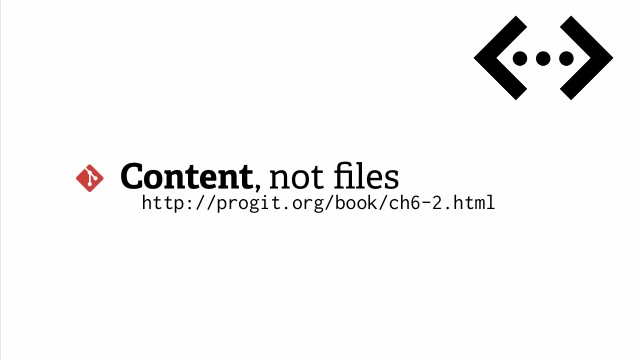 Content, not files
http://progit.org/book/ch6-2.html